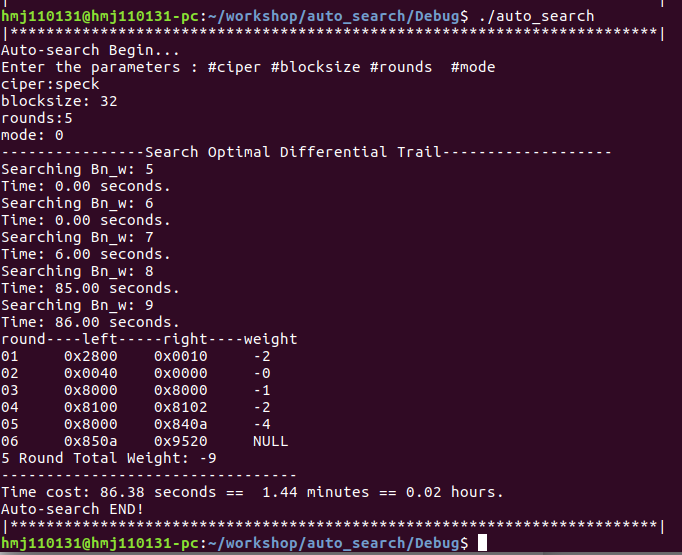 hmj110131@hmj110131-pc:~/workshop/auto_search/Debug$ ./auto_search
|************************************************************************|
Auto-search Begin...
Enter the parameters : #ciper #blocksize #rounds  #mode
ciper:speck
blocksize: 32
rounds:5
mode: 0
----------------Search Optimal Differential Trail-------------------
Searching Bn_w: 5
Time: 0.00 seconds.
Searching Bn_w: 6
Time: 0.00 seconds.
Searching Bn_w: 7
Time: 6.00 seconds.
Searching Bn_w: 8
Time: 85.00 seconds.
Searching Bn_w: 9
Time: 86.00 seconds.
round----left-----right----weight
01     0x2800    0x0010     -2
02     0x0040    0x0000     -0
03     0x8000    0x8000     -1
04     0x8100    0x8102     -2
05     0x8000    0x840a     -4
06     0x850a    0x9520     NULL
5 Round Total Weight: -9
---------------------------------
Time cost: 86.38 seconds ==  1.44 minutes == 0.02 hours.
Auto-search END!
|************************************************************************|
hmj110131@hmj110131-pc:~/workshop/auto_search/Debug$